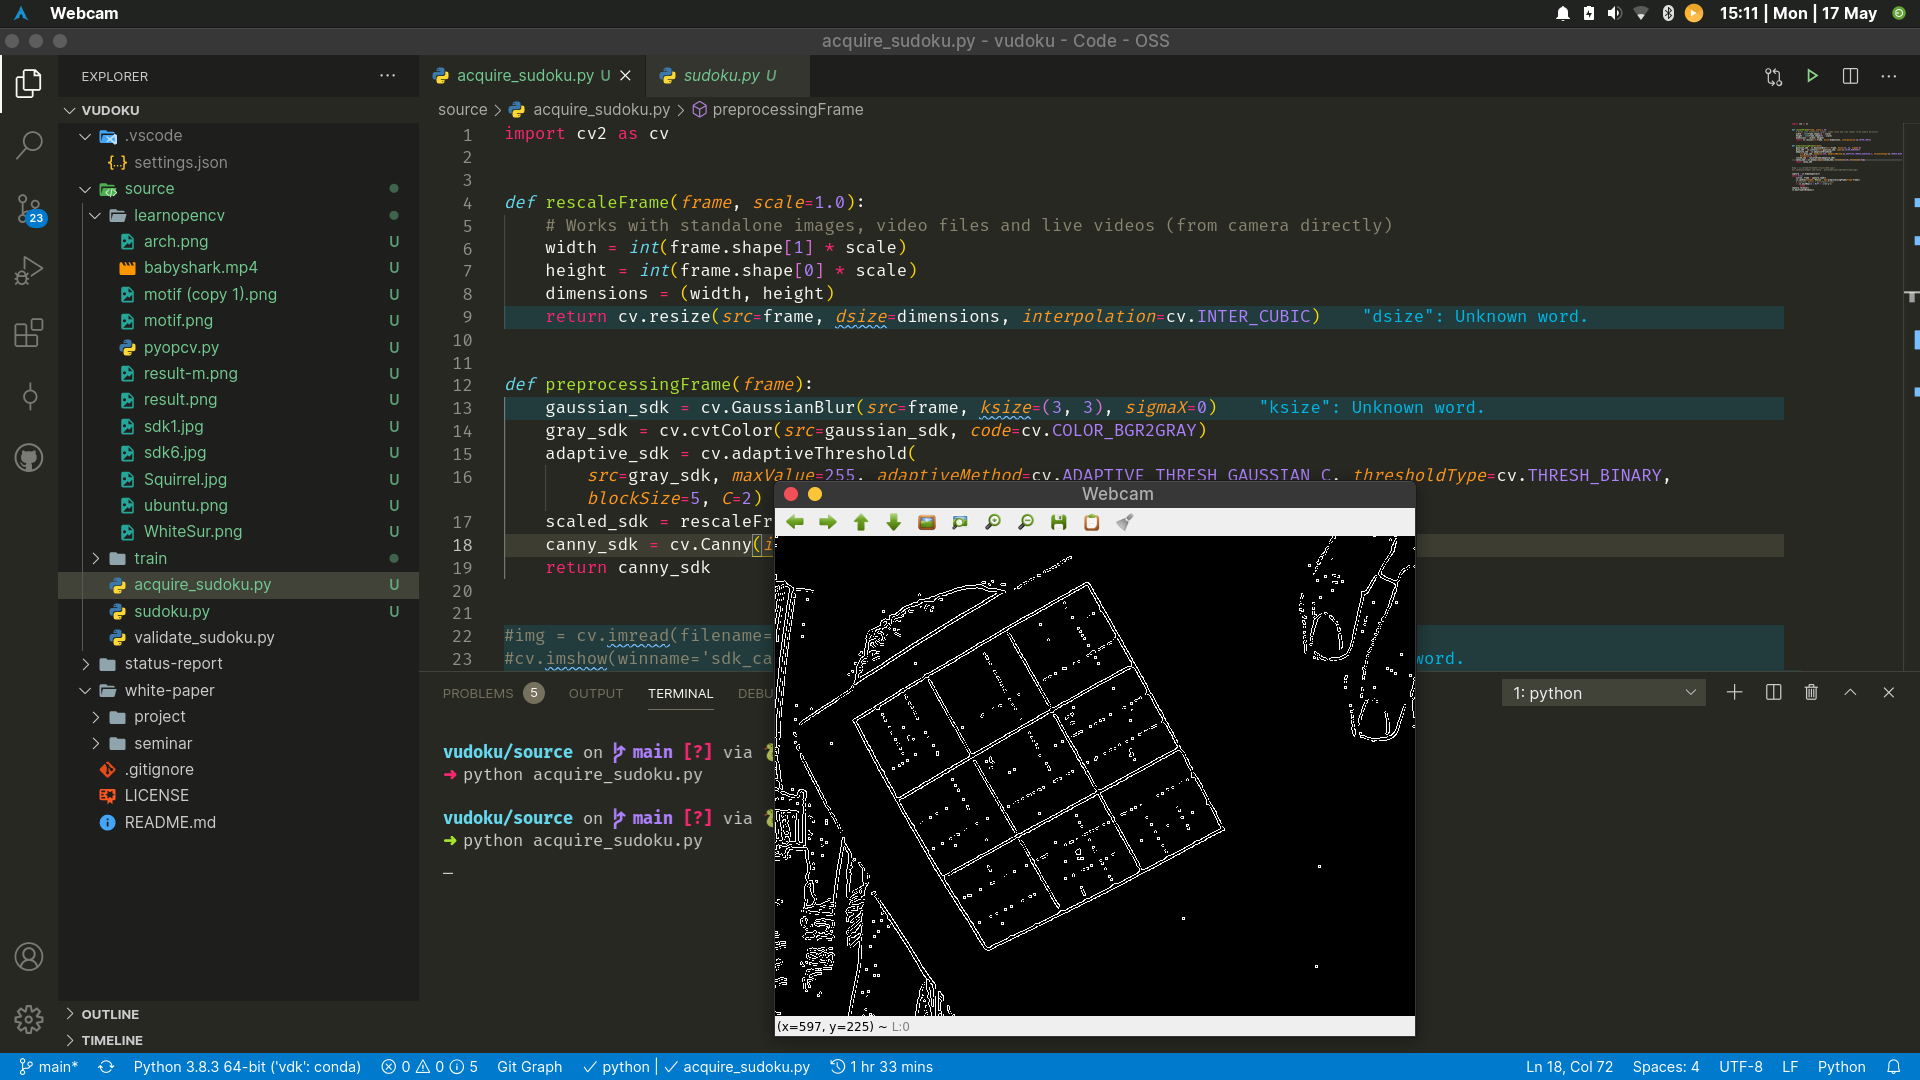 Webcam
15:11 | Mon | 17 May
acquire_sudoku.py - vudoku - Code - OSS
EXPLORER
acquire_sudoku.py U
sudoku.py U
VUDOKU
source > acquire_sudoku.py > preprocessingFrame
.vscode
settings.json
source
learnopencv
arch.png U
babyshark.mp4 U
motif (copy 1).png U
motif.png U
pyopcv.py U
result-m.png U
result.png U
sdk1.jpg U
sdk6.jpg U
Squirrel.jpg U
ubuntu.png U
WhiteSur.png U
train
acquire_sudoku.py U
sudoku.py U
validate_sudoku.py
status-report
white-paper
project
seminar
.gitignore
LICENSE
README.md
OUTLINE
TIMELINE
23
1 import cv2 as cv
2
3
4 def rescaleFrame(frame, scale=1.0):
5 # Works with standalone images, video files and live videos (from camera directly)
6 width = int(frame.shape[1] * scale)
7 height = int(frame.shape[0] * scale)
8 dimensions = (width, height)
9 return cv.resize(src=frame, dsize=dimensions, interpolation=cv.INTER_CUBIC) "dsize": Unknown word.
10
11
12 def preprocessingFrame(frame):
13 gaussian_sdk = cv.GaussianBlur(src=frame, ksize=(3, 3), sigmaX=0) "ksize": Unknown word.
14 gray_sdk = cv.cvtColor(src=gaussian_sdk, code=cv.COLOR_BGR2GRAY)
15 adaptive_sdk = cv.adaptiveThreshold(
16 src=gray_sdk, maxValue=255, adaptiveMethod=cv.ADAPTIVE_THRESH_GAUSSIAN_C, thresholdType=cv.THRESH_BINARY,
blockSize=5, C=2)
17 scaled_sdk = rescaleFr
18 canny_sdk = cv.Canny(i
19 return canny_sdk
20
21
22 #img = cv.imread(filename=
23 #cv.imshow(winname='sdk_ca word.
PROBLEMS 5 OUTPUT TERMINAL DEBU
1: python
vudoku/source on main [?] via
➜ python acquire_sudoku.py
vudoku/source on main [?] via
➜ python acquire_sudoku.py
Webcam
(x=597, y=225) ~ L:0
main* Python 3.8.3 64-bit ('vdk': conda) 0 0 5 Git Graph ✓ python | ✓ acquire_sudoku.py 1 hr 33 mins Ln 18, Col 72 Spaces: 4 UTF-8 LF Python